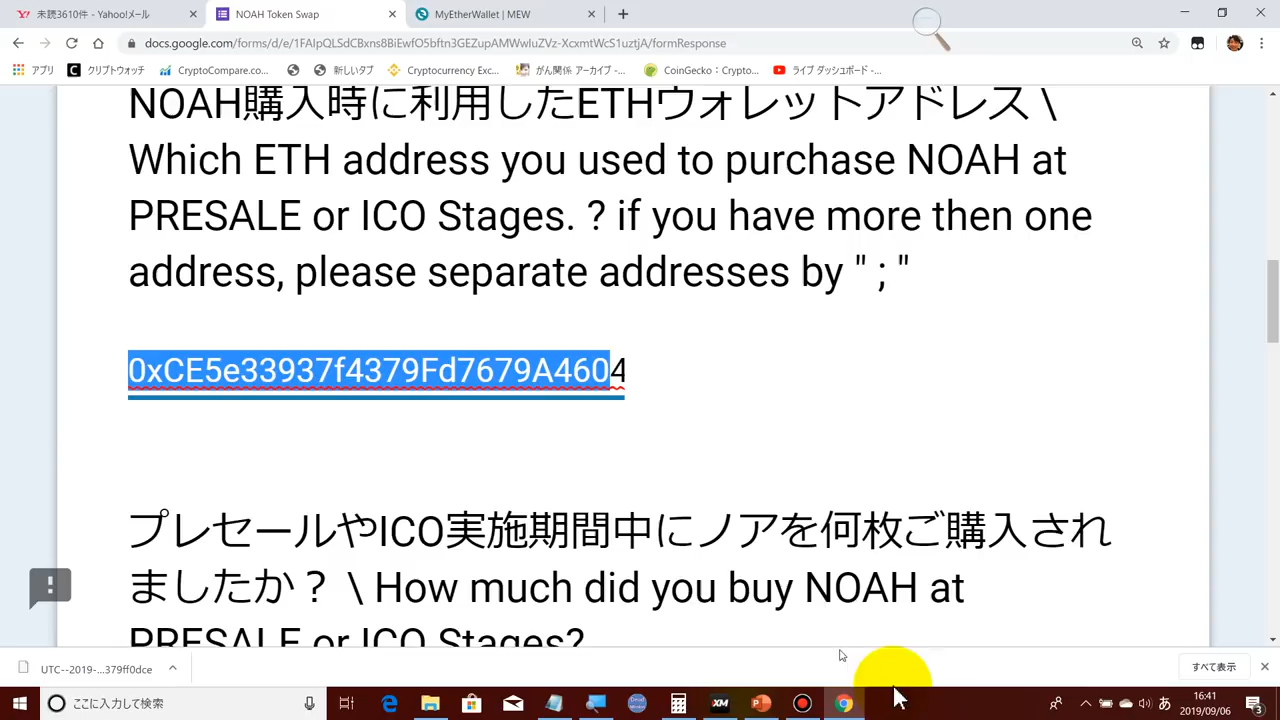 未読3610件 - Yahoo!メール
NOAH Token Swap
MyEtherWallet | MEW
docs.google.com/forms/d/e/1FAIpQLSdCBxns8BiEwfO5bftn3GEZupAMWwluZVz-XcxmtWcS1uztjA/formResponse
アプリ
クリプトウォッチ
CryptoCompare.co...
新しいタブ
Cryptocurrency Exc...
がん関係 アーカイブ - ...
CoinGecko：Crypto...
ライブ ダッシュボード - ...
NOAH購入時に利用したETHウォレットアドレス \
Which ETH address you used to purchase NOAH at
PRESALE or ICO Stages. ? if you have more then one
address, please separate addresses by " ; "
0xCE5e33937f4379Fd7679A4604
プレセールやICO実施期間中にノアを何枚ご購入され
ましたか？ \ How much did you buy NOAH at
PRESALE or ICO Stages?
UTC--2019-...379ff0dce
すべて表示
ここに入力して検索
XM
あ
16:41
2019/09/06
3